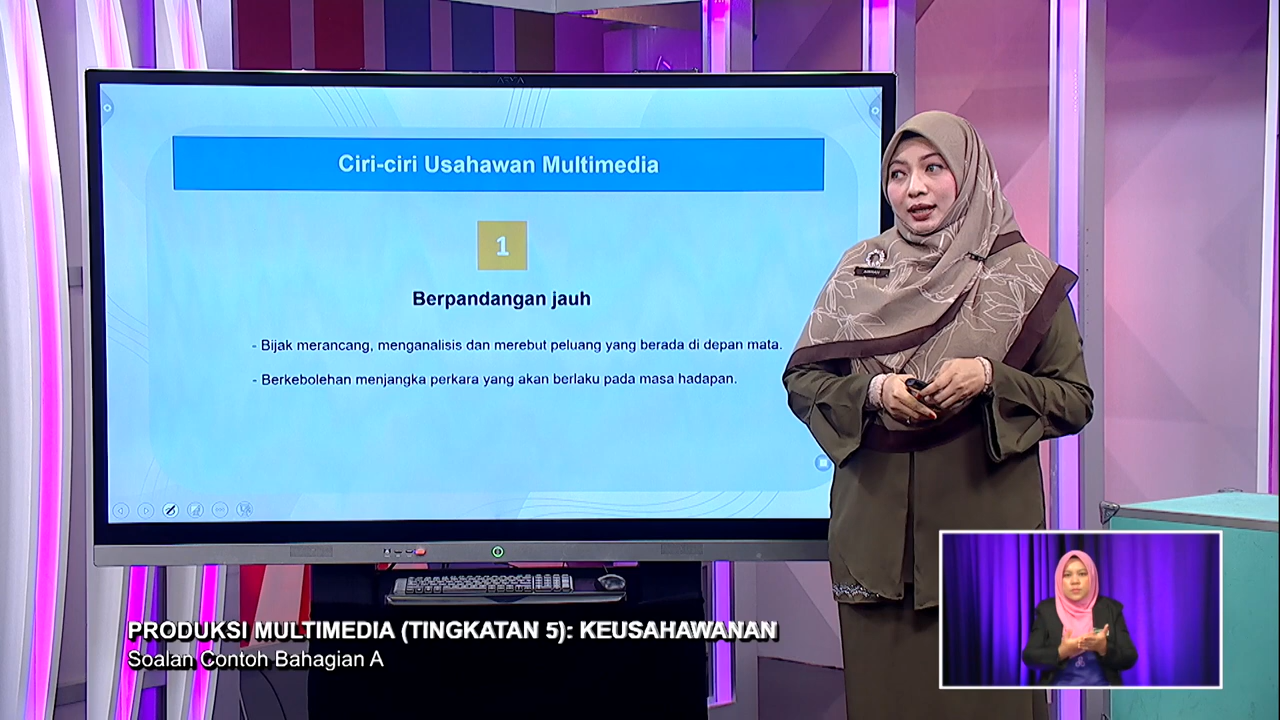 Ciri-ciri Usahawan Multimedia
1
Berpandangan jauh
- Bijak merancang, menganalisis dan merebut peluang yang berada di depan mata.
- Berkebolehan menjangka perkara yang akan berlaku pada masa hadapan.
PRODUKSI MULTIMEDIA (TINGKATAN 5): KEUSAHAWANAN
Soalan Contoh Bahagian A